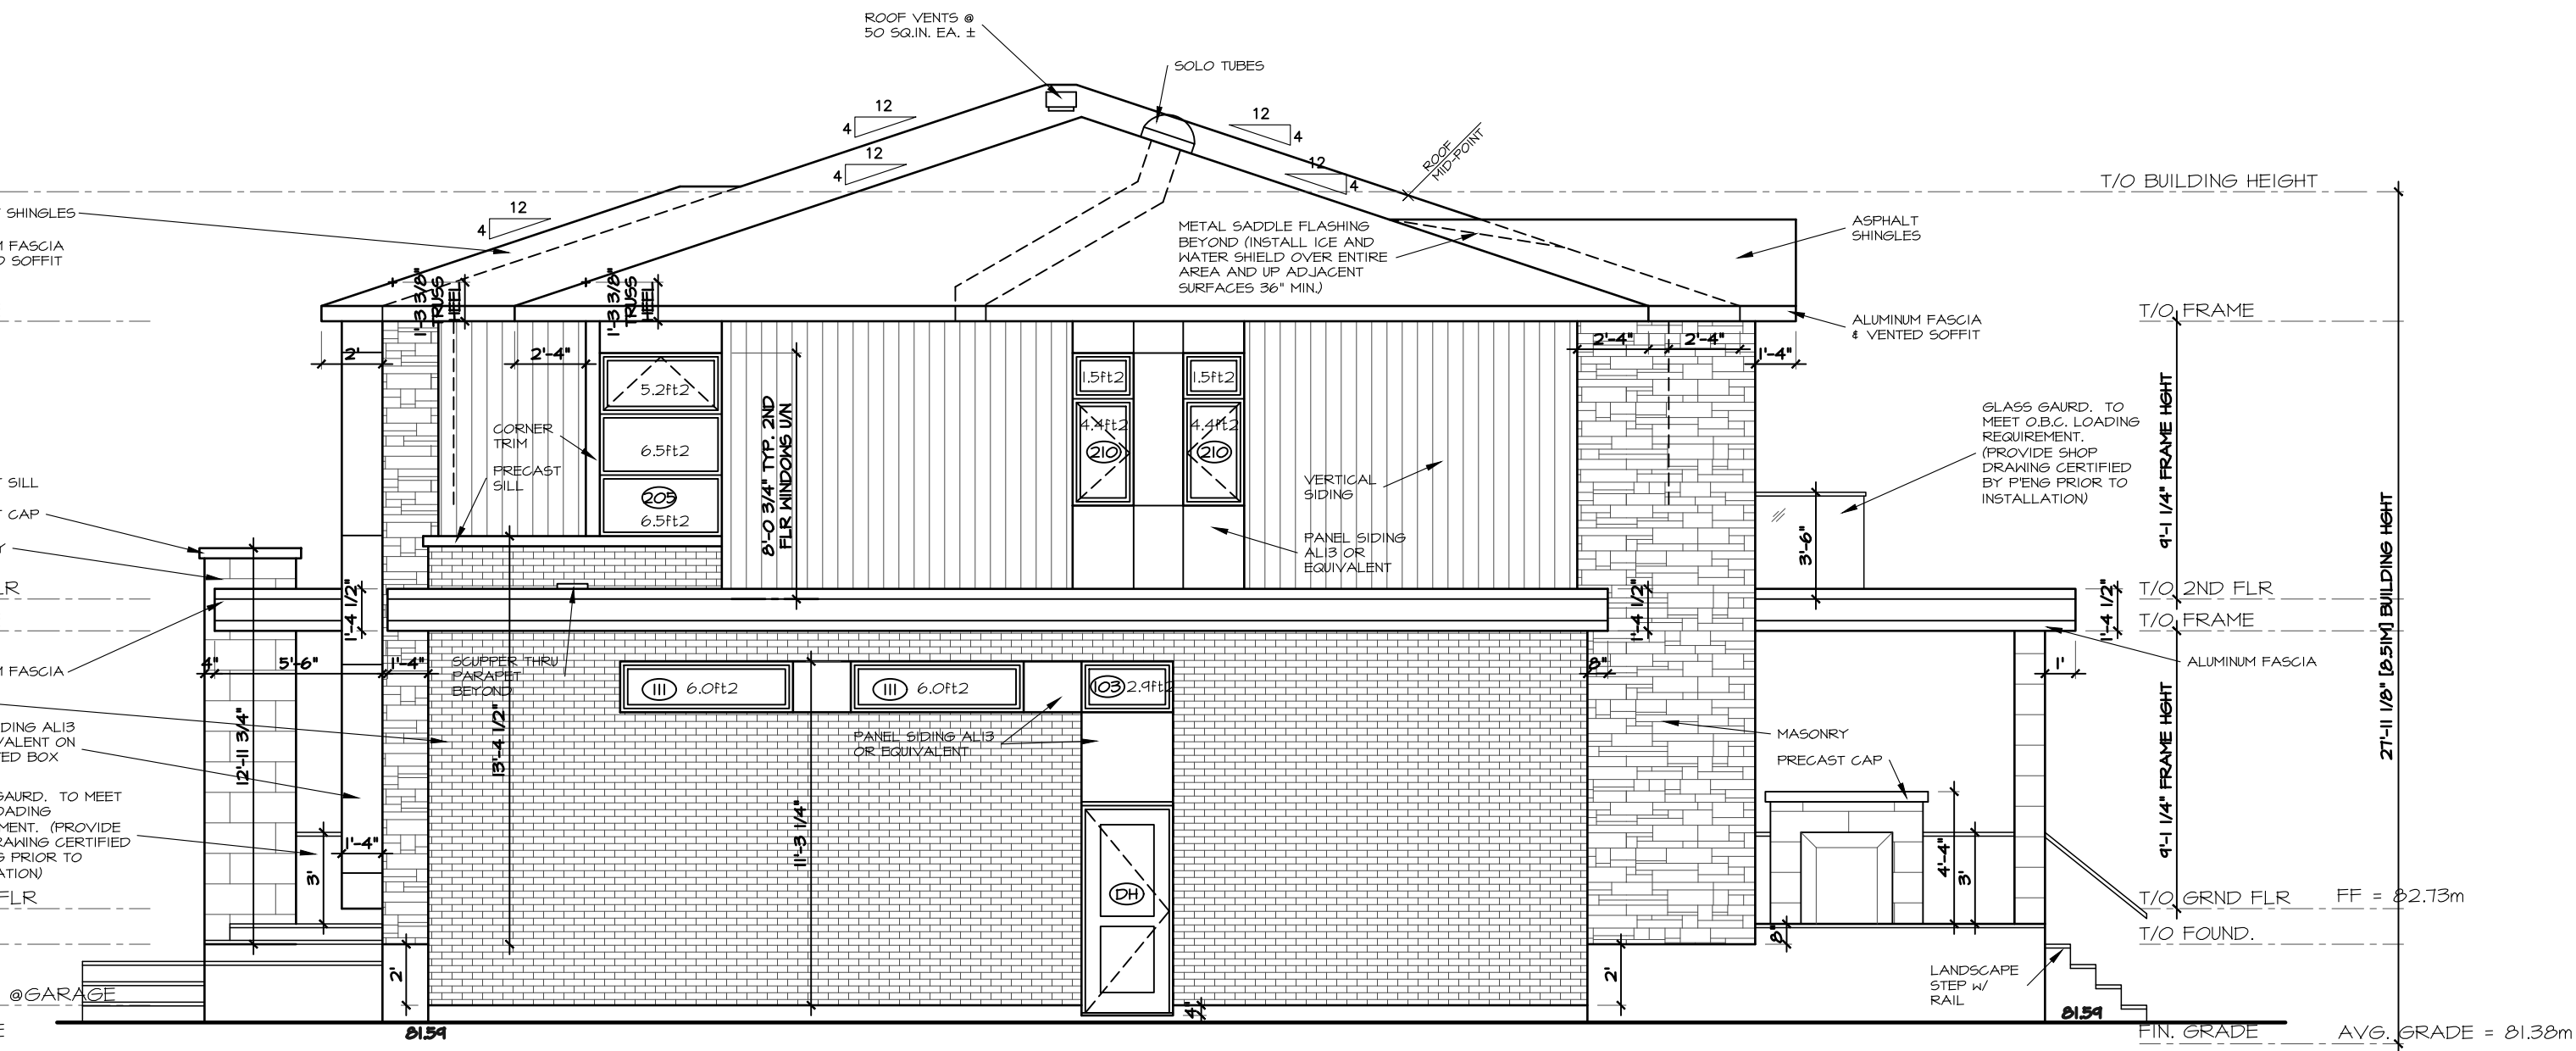 ROOF VENTS @
50 SQ.IN. EA. ±
SOLO TUBES
12
4
12
4
12
4
12
4
12
4
ROOF
MID-POINT
T/O BUILDING HEIGHT
SHINGLES
FASCIA
SOFFIT
METAL SADDLE FLASHING
BEYOND (INSTALL ICE AND
WATER SHIELD OVER ENTIRE
AREA AND UP ADJACENT
SURFACES 36" MIN.)
ASPHALT
SHINGLES
1'-3 3/8"
TRUSS
HEEL
1'-3 3/8"
TRUSS
HEEL
T/O FRAME
ALUMINUM FASCIA
& VENTED SOFFIT
2'
2'-4"
2'-4"
2'-4"
1'-4"
5.2ft2
6.5ft2
205
6.5ft2
1.5ft2
1.5ft2
4.4ft2
210
4.4ft2
210
CORNER
TRIM
PRECAST
SILL
8'-0 3/4" TYP. 2ND
FLR WINDOWS U/N
VERTICAL
SIDING
PANEL SIDING
AL13 OR
EQUIVALENT
GLASS GAURD. TO
MEET O.B.C. LOADING
REQUIREMENT.
(PROVIDE SHOP
DRAWING CERTIFIED
BY P'ENG PRIOR TO
INSTALLATION)
9'-1 1/4" FRAME HGHT
27'-11 1/8" [8.5M] BUILDING HGHT
3'-6"
SILL
CAP
T/O 2ND FLR
T/O FRAME
1'-4 1/2"
1'-4 1/2"
1'-4 1/2"
FASCIA
4"
5'-6"
1'-4"
8"
1'
SCUPPER THRU
PARAPET
BEYOND
111
6.0ft2
111
6.0ft2
103
2.9ft2
ALUMINUM FASCIA
12'-11 3/4"
13'-4 1/2"
11'-3 1/4"
PANEL SIDING AL13
OR EQUIVALENT
MASONRY
PRECAST CAP
9'-1 1/4" FRAME HGHT
AL13
ON
BOX
GAURD. TO MEET
(PROVIDE
CERTIFIED
PRIOR TO
1'-4"
3'
DH
4'-4"
3'
8"
FLR
T/O GRND FLR
FF = 82.73m
T/O FOUND.
2'
2'
4"
LANDSCAPE
STEP W/
RAIL
@GARAGE
81.59
81.59
FIN. GRADE
AVG. GRADE = 81.38m